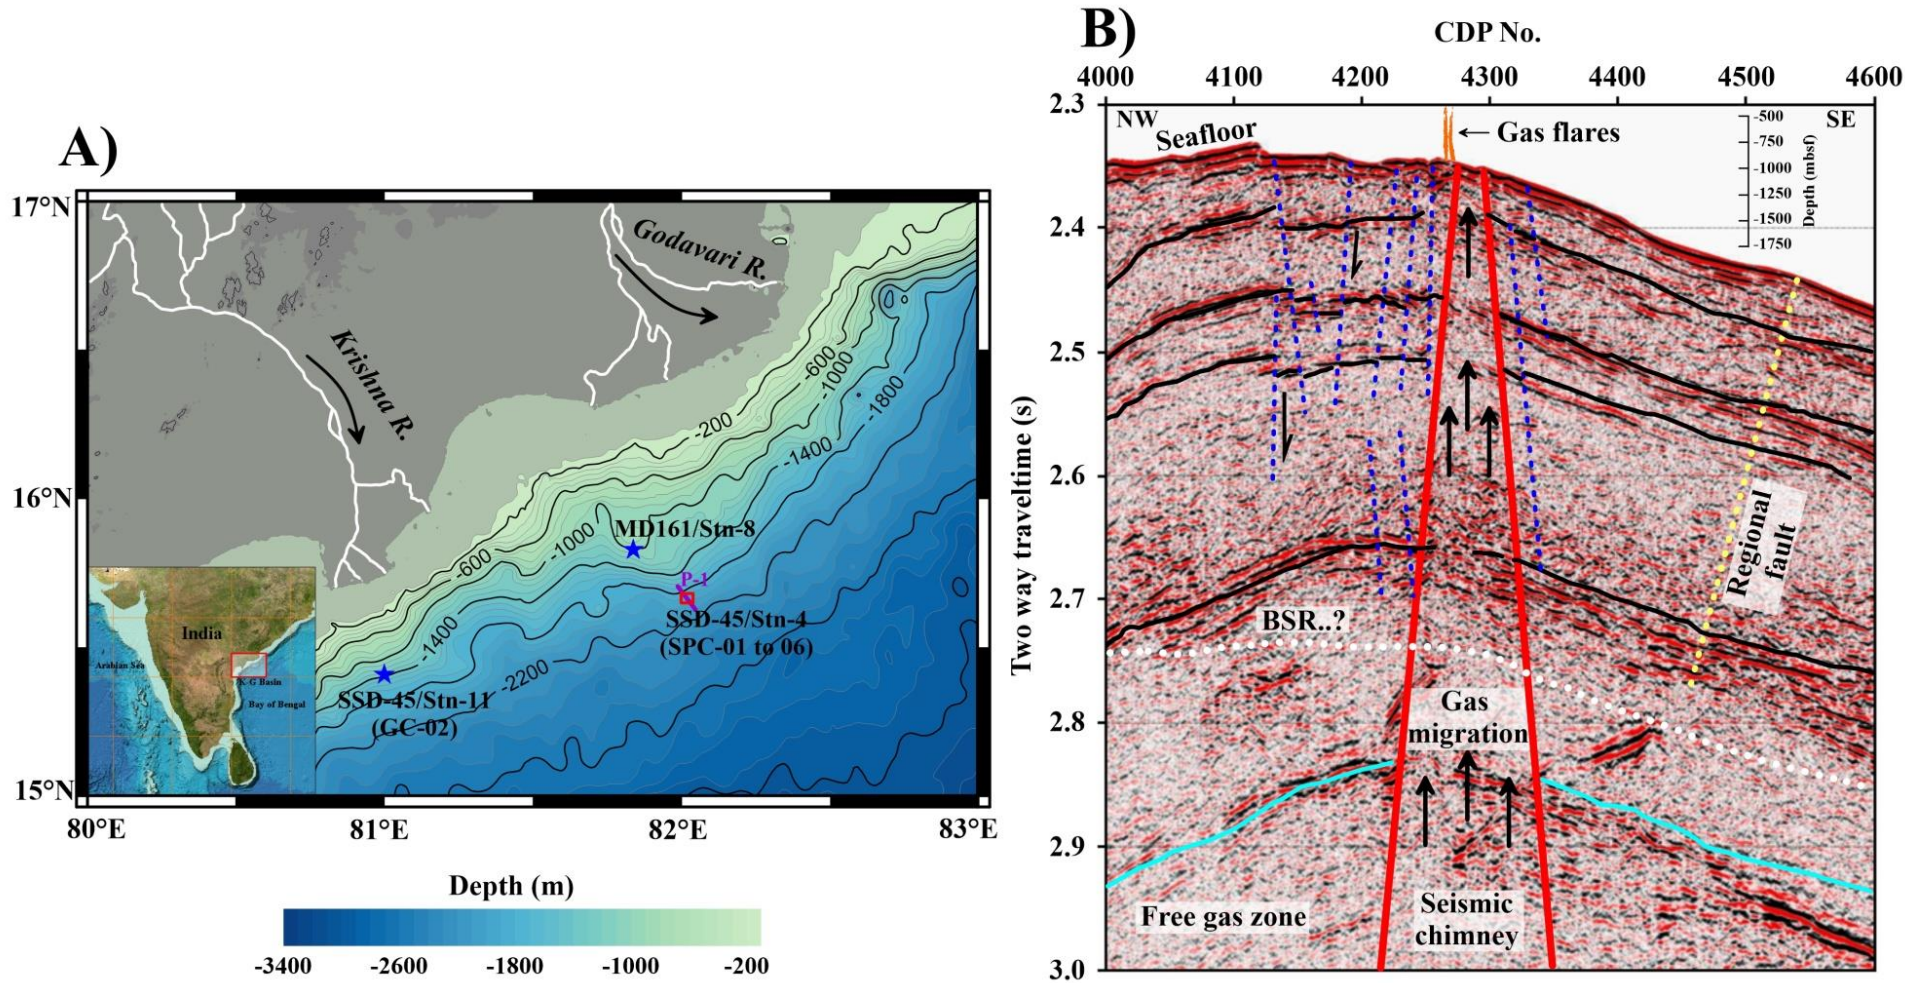 A)
17°N
16°N
15°N
80°E
81°E
82°E
83°E
Godavari R.
Krishna R.
-200
-600
-1000
-1800
-1400
-1000
-600
-1400
-2200
MD161/Stn-8
P-1
SSD-45/Stn-4
(SPC-01 to 06)
SSD-45/Stn-11
(GC-02)
India
Arabian Sea
K-G Basin
Bay of Bengal
Depth (m)
-3400 -2600 -1800 -1000 -200
B)
CDP No.
4000 4100 4200 4300 4400 4500 4600
Two way traveltime (s)
2.3
2.4
2.5
2.6
2.7
2.8
2.9
3.0
NW
SE
Seafloor
Gas flares
-500
-750
-1000
-1250
-1500
-1750
Depth (mbsf)
Regional
fault
BSR..?
Gas
migration
Free gas zone
Seismic
chimney